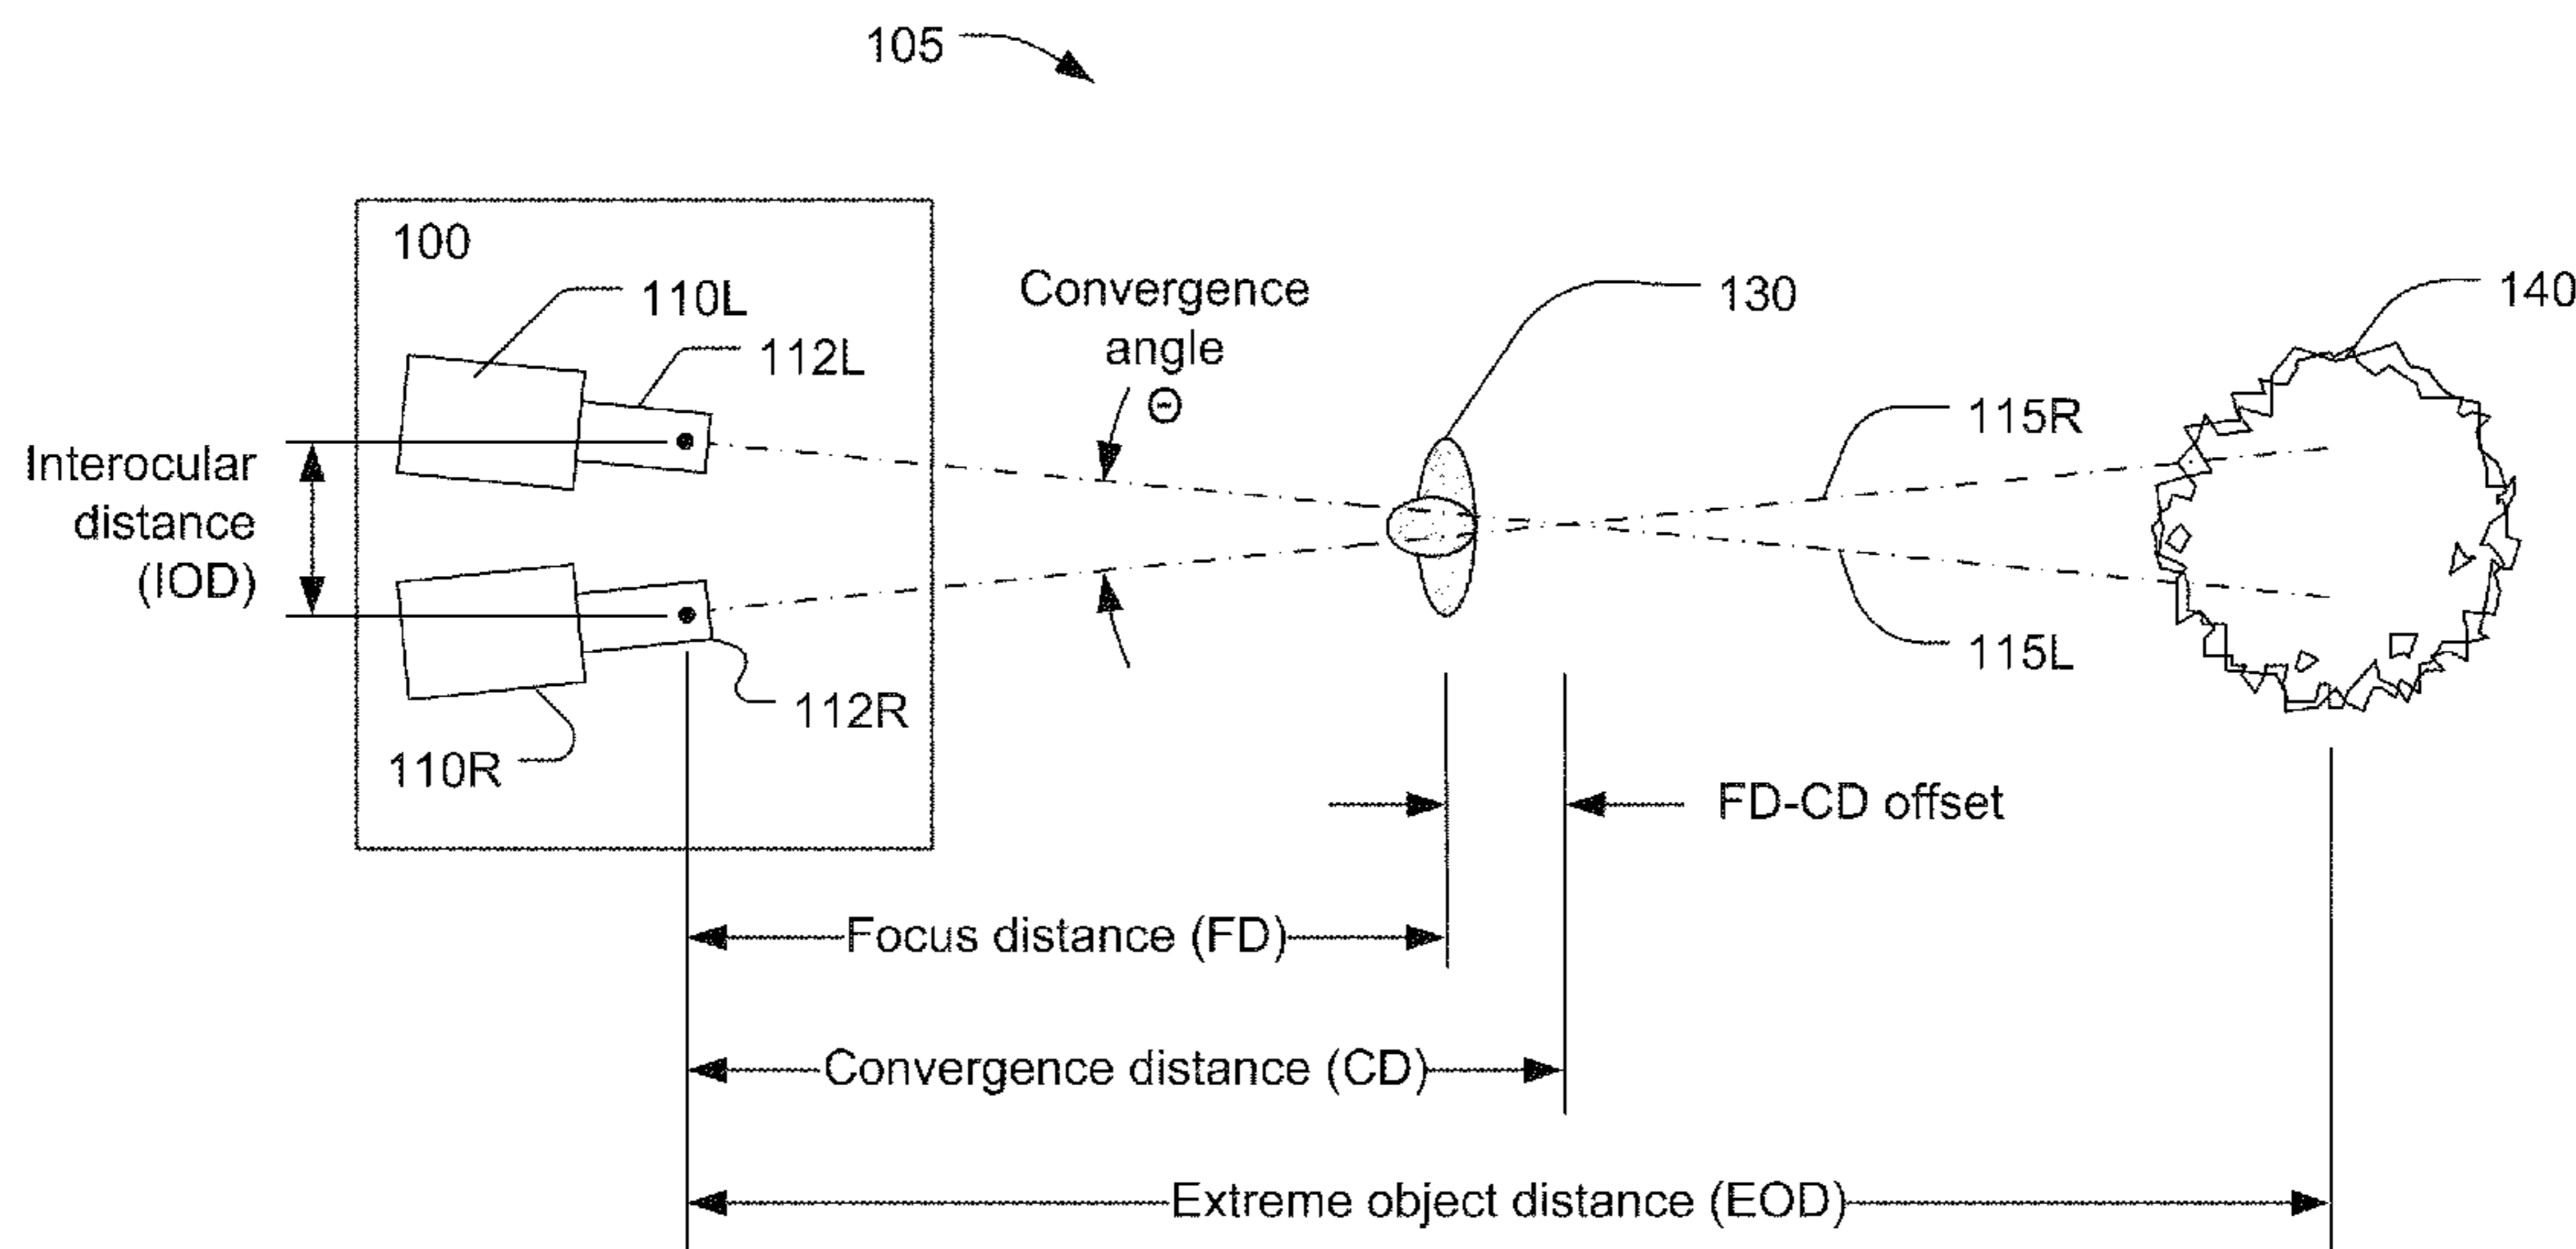 105
100
110L
112L
Convergence
angle
Θ
130
140
115R
Interocular
distance
(IOD)
115L
112R
110R
FD-CD offset
Focus distance (FD)
Convergence distance (CD)
Extreme object distance (EOD)